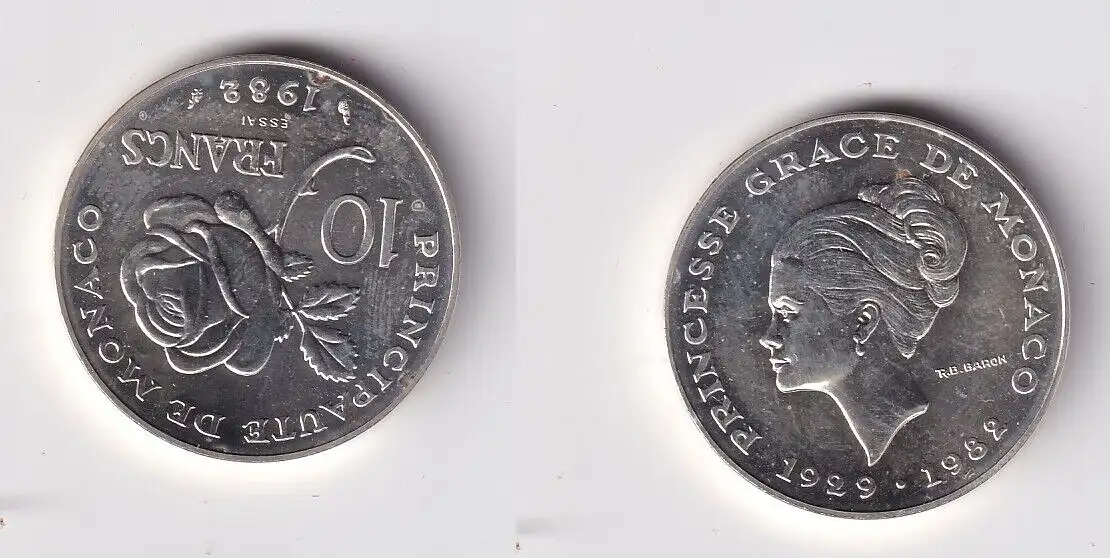 PRINCIPAUTE DE MONACO
10
FRANCS
ESSAI
1982
PRINCESSE GRACE DE MONACO
T.B. BARON
1929 · 1982